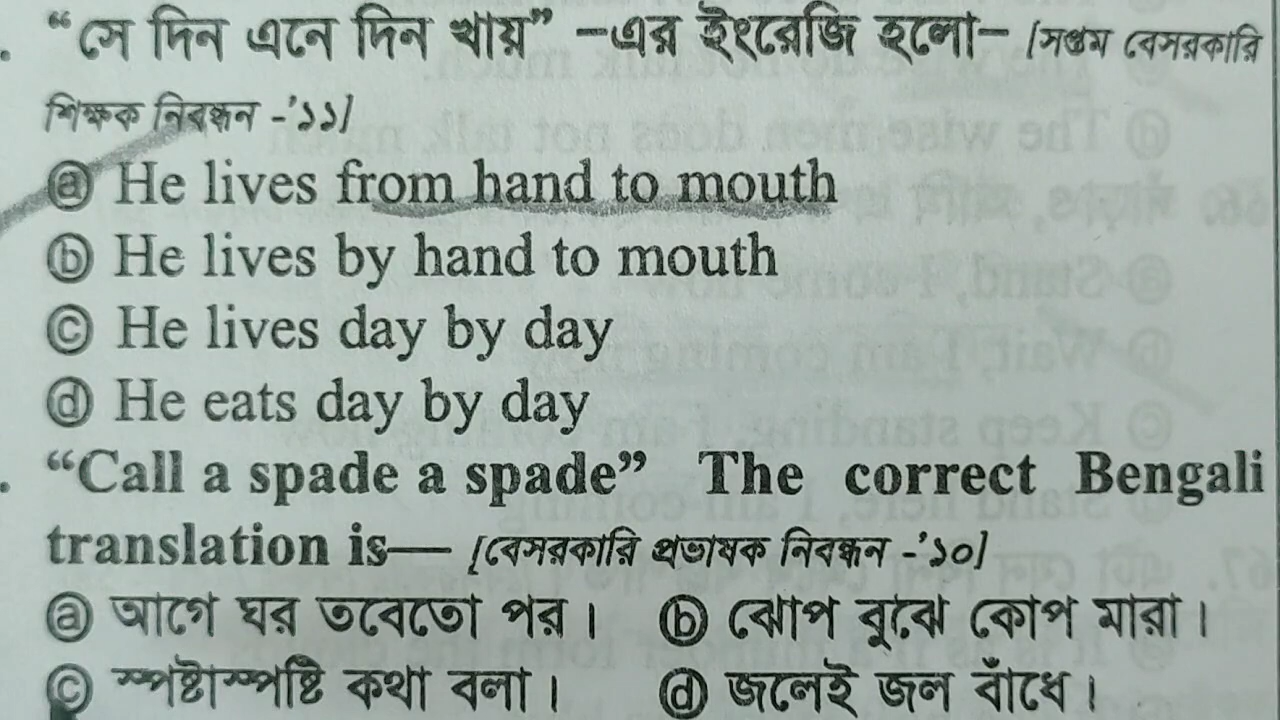 . “সে দিন এনে দিন খায়” –এর ইংরেজি হলো– [সপ্তম বেসরকারি
শিক্ষক নিবন্ধন -'১১]
ⓐ He lives from hand to mouth
ⓑ He lives by hand to mouth
ⓒ He lives day by day
ⓓ He eats day by day
. “Call a spade a spade” The correct Bengali
translation is— [বেসরকারি প্রভাষক নিবন্ধন -'১০]
ⓐ আগে ঘর তবেতো পর। ⓑ ঝোপ বুঝে কোপ মারা।
ⓒ স্পষ্টাস্পষ্টি কথা বলা। ⓓ জলেই জল বাঁধে।